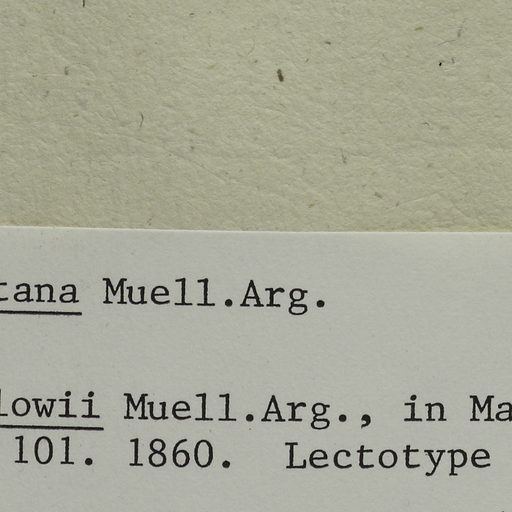 tana Muell.Arg.
lowii Muell.Arg., in Ma
101. 1860. Lectotype